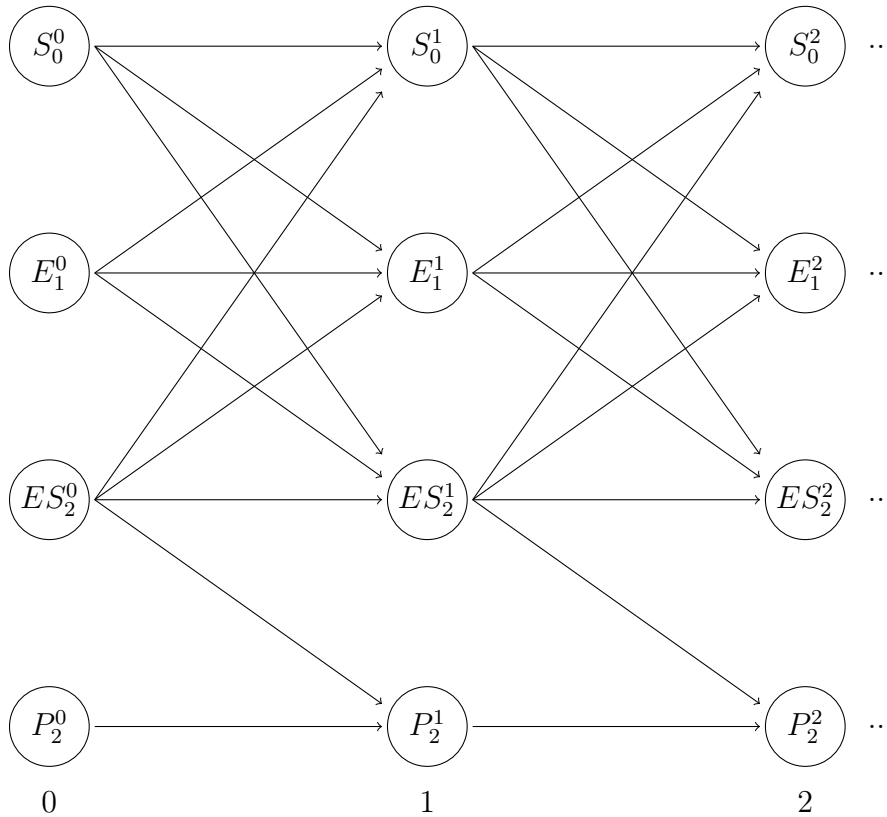 $S_0^0$ $S_0^1$ $S_0^2$ ..
$E_1^0$ $E_1^1$ $E_1^2$ ..
$ES_2^0$ $ES_2^1$ $ES_2^2$ ..
$P_2^0$ $P_2^1$ $P_2^2$ ..
0 1 2